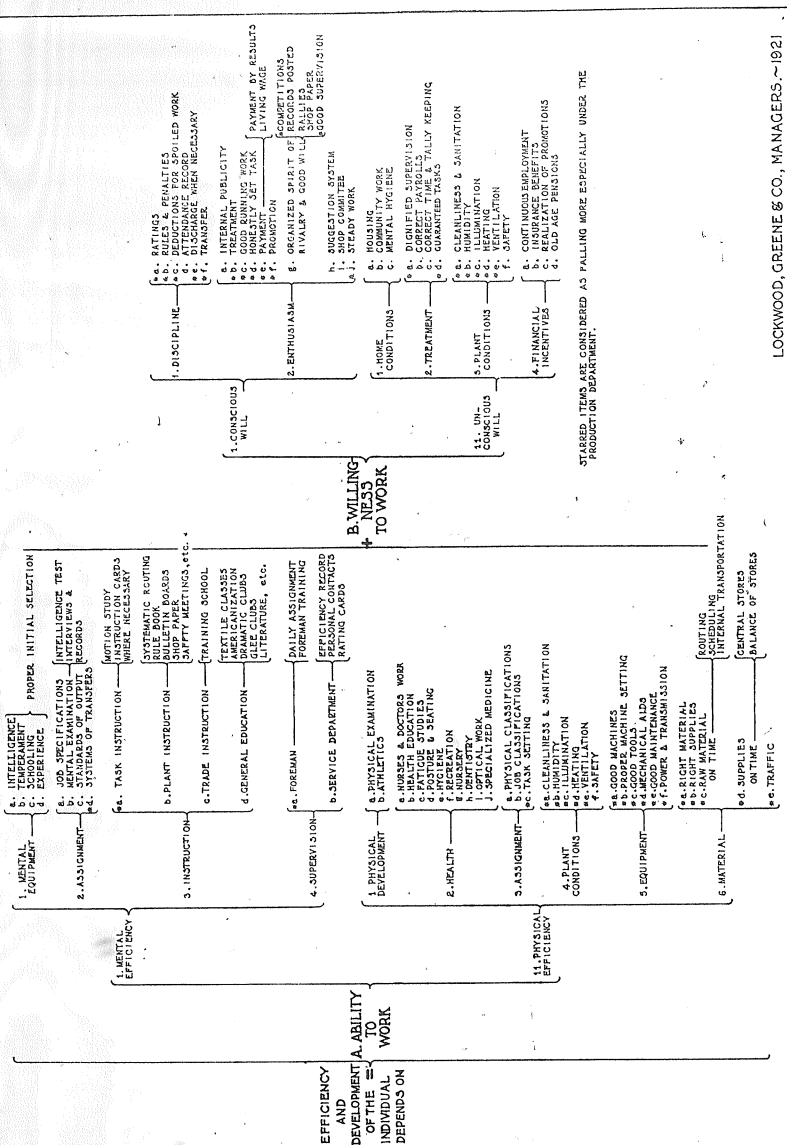 EFFICIENCY
AND
DEVELOPMENT
OF THE =
INDIVIDUAL
DEPENDS ON
A. ABILITY
TO
WORK
1. MENTAL
EFFICIENCY
1. MENTAL
EQUIPMENT
a. INTELLIGENCE
b. TEMPERAMENT
c. SCHOOLING
d. EXPERIENCE
PROPER INITIAL SELECTION
2. ASSIGNMENT
*a. JOB SPECIFICATIONS
b. MENTAL EXAMINATION
c. STANDARDS OF OUTPUT
*d. SYSTEMS OF TRANSFERS
INTELLIGENCE TEST
INTERVIEWS &
RECORDS
3. INSTRUCTION
*a. TASK INSTRUCTION
MOTION STUDY
INSTRUCTION CARDS
WHERE NECESSARY
b. PLANT INSTRUCTION
SYSTEMATIC ROUTING
RULE BOOK
BULLETIN BOARDS
SHOP PAPER
SAFETY MEETINGS, etc.
c. TRADE INSTRUCTION
TRAINING SCHOOL
d. GENERAL EDUCATION
TEXTILE CLASSES
AMERICANIZATION
DRAMATIC CLUBS
GLEE CLUBS
LITERATURE, etc.
4. SUPERVISION
*a. FOREMAN
DAILY ASSIGNMENT
FOREMAN TRAINING
b. SERVICE DEPARTMENT
EFFICIENCY RECORD
PERSONAL CONTACTS
RATING CARDS
11. PHYSICAL
EFFICIENCY
1. PHYSICAL
DEVELOPMENT
a. PHYSICAL EXAMINATION
b. ATHLETICS
2. HEALTH
a. NURSES & DOCTORS WORK
b. HEALTH EDUCATION
c. FATIGUE STUDIES
d. POSTURE & SEATING
e. HYGIENE
f. RECREATION
g. NURSERY
h. DENTISTRY
i. OPTICAL WORK
j. SPECIALIZED MEDICINE
3. ASSIGNMENT
a. PHYSICAL CLASSIFICATIONS
b. JOB CLASSIFICATIONS
*c. TASK SETTING
4. PLANT
CONDITIONS
*a. CLEANLINESS & SANITATION
*b. HUMIDITY
*c. ILLUMINATION
*d. HEATING
*e. VENTILATION
*f. SAFETY
5. EQUIPMENT
*a. GOOD MACHINES
*b. PROPER MACHINE SETTING
*c. GOOD TOOLS.
*d. MECHANICAL AIDS
*e. GOOD MAINTENANCE
*f. POWER & TRANSMISSION
6. MATERIAL
*a. RIGHT MATERIAL
*b. RIGHT SUPPLIES
*c. RAW MATERIAL
ON TIME
ROUTING
SCHEDULING
INTERNAL TRANSPORTATION
*d. SUPPLIES
ON TIME
CENTRAL STORES
BALANCE OF STORES
*e. TRAFFIC
+
B. WILLING-
NESS
TO WORK
1. CONSCIOUS
WILL
1. DISCIPLINE
*a. RATINGS
*b. RULES & PENALTIES
*c. DEDUCTIONS FOR SPOILED WORK
d. ATTENDANCE RECORD
*e. DISCHARGE WHEN NECESSARY
*f. TRANSFER
2. ENTHUSIASM
a. INTERNAL PUBLICITY
*b. TREATMENT
*c. GOOD RUNNING WORK
*d. HONESTLY SET TASK
*e. PAYMENT
*f. PROMOTION
PAYMENT BY RESULTS
LIVING WAGE
g. ORGANIZED SPIRIT OF
RIVALRY & GOOD WILL
*COMPETITIONS
RECORDS POSTED
RALLIES
SHOP PAPER
*GOOD SUPERVISION
h. SUGGESTION SYSTEM
i. SHOP COMMITEE
*j. STEADY WORK
11. UN-
CONSCIOUS
WILL
1. HOME
CONDITIONS
a. HOUSING
b. COMMUNITY WORK
c. MENTAL HYGIENE
2. TREATMENT
*a. DIGNIFIED SUPERVISION
b. CORRECT PAYROLLS
c. CORRECT TIME & TALLY KEEPING
*d. GUARANTEED TASKS
3. PLANT
CONDITIONS
*a. CLEANLINESS & SANITATION
*b. HUMIDITY
*c. ILLUMINATION
*d. HEATING
*e. VENTILATION
f. SAFETY
4. FINANCIAL
INCENTIVES
a. CONTINUOUS EMPLOYMENT
b. INSURANCE BENEFITS
c. REALIZATION OF PROMOTIONS
d. OLD AGE PENSIONS
STARRED ITEMS ARE CONSIDERED AS FALLING MORE ESPECIALLY UNDER THE
PRODUCTION DEPARTMENT.
LOCKWOOD, GREENE & CO., MANAGERS.~1921